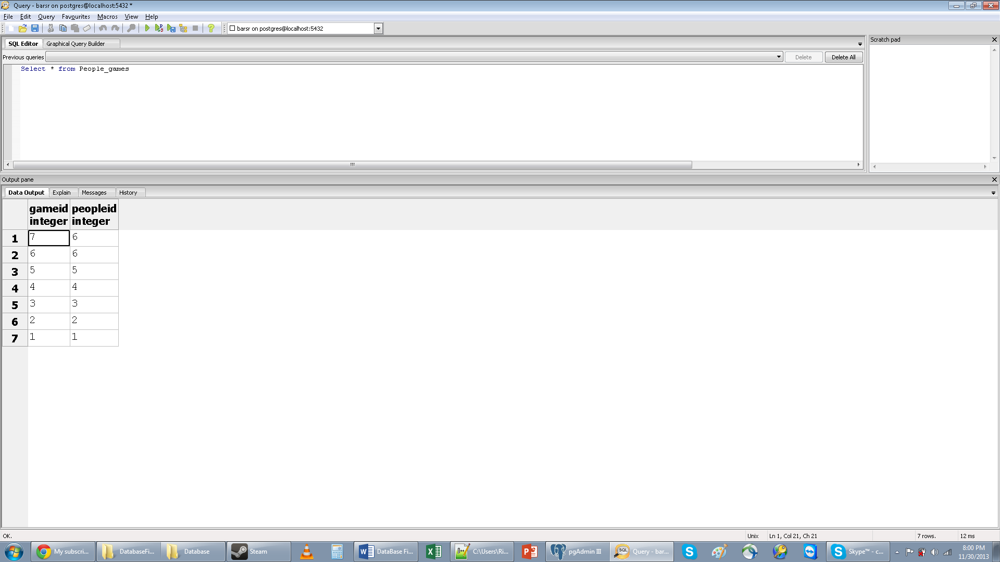 Query - barsr on postgres@localhost:5432 *
File Edit Query Favourites Macros View Help
barsr on postgres@localhost:5432
SQL Editor Graphical Query Builder
Scratch pad
Previous queries Delete Delete All
Select * from People_games
Output pane
Data Output Explain Messages History
gameid peopleid
integer integer
1 7 6
2 6 6
3 5 5
4 4 4
5 3 3
6 2 2
7 1 1
OK. Unix Ln 1, Col 21, Ch 21 7 rows. 12 ms
My subscri... DatabaseFi... Database Steam DataBase Fi... C:\Users\Ri... pgAdmin III Query - bar... Skype™ - c... 8:00 PM
11/30/2013